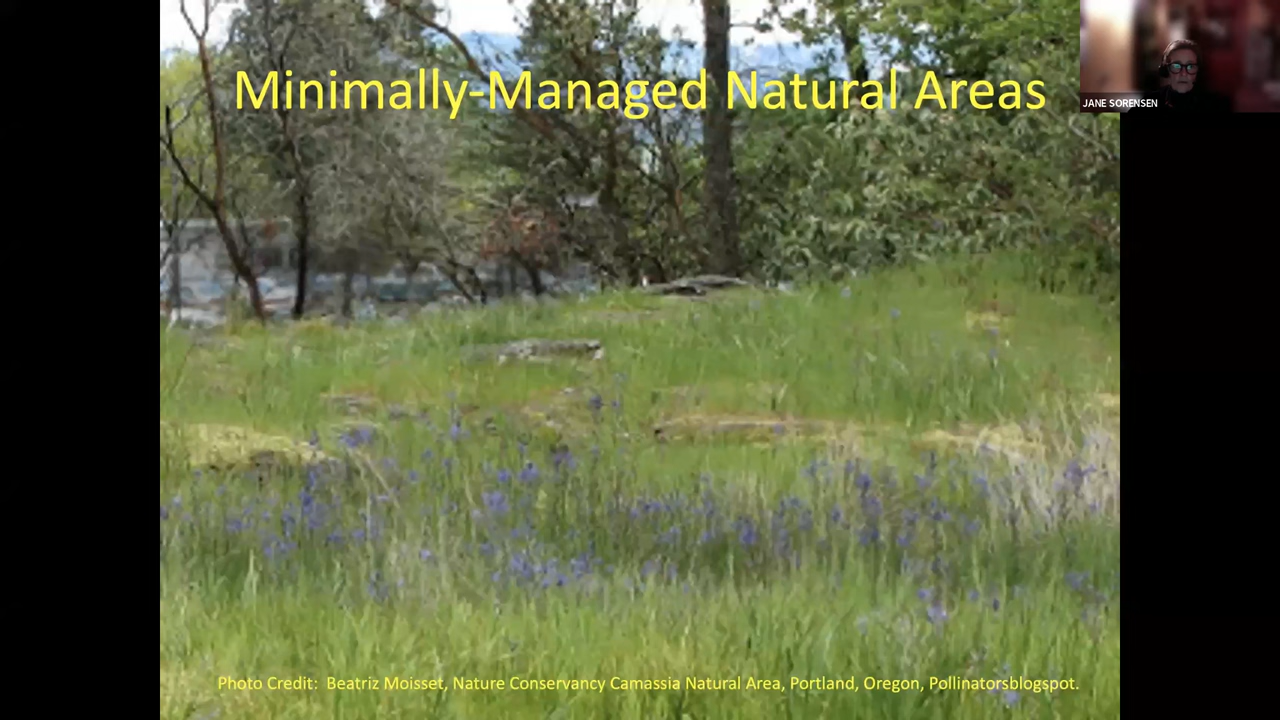 Minimally-Managed Natural Areas
JANE SORENSEN
Photo Credit:  Beatriz Moisset, Nature Conservancy Camassia Natural Area, Portland, Oregon, Pollinatorsblogspot.